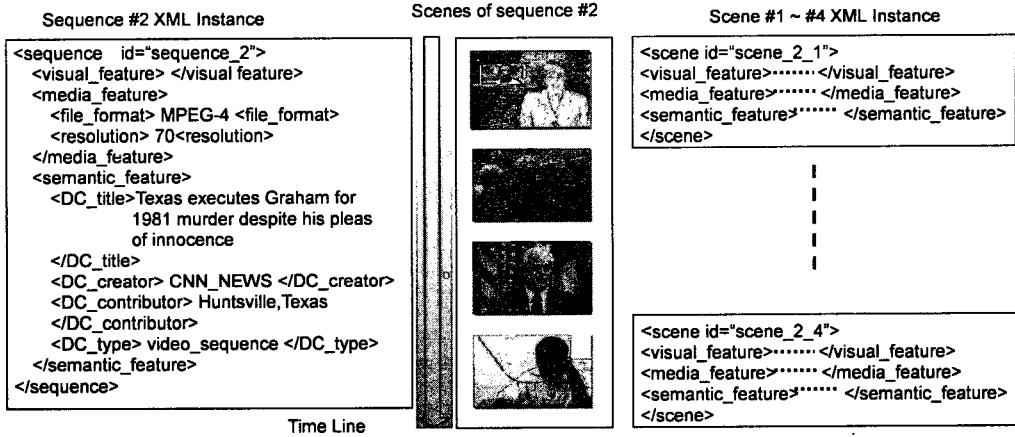 Sequence #2 XML Instance
<sequence id="sequence_2">
<visual_feature> </visual feature>
<media_feature>
<file_format> MPEG-4 <file_format>
<resolution> 70<resolution>
</media_feature>
<semantic_feature>
<DC_title>Texas executes Graham for
1981 murder despite his pleas
of innocence
</DC_title>
<DC_creator> CNN_NEWS </DC_creator>
<DC_contributor> Huntsville,Texas
</DC_contributor>
<DC_type> video_sequence </DC_type>
</semantic_feature>
</sequence>
Time Line
Scenes of sequence #2
Scene #1 ~ #4 XML Instance
<scene id="scene_2_1">
<visual_feature>······· </visual_feature>
<media_feature>······ </media_feature>
<semantic_feature>······ </semantic_feature>
</scene>
<scene id="scene_2_4">
<visual_feature>······· </visual_feature>
<media_feature>······ </media_feature>
<semantic_feature>······ </semantic_feature>
</scene>